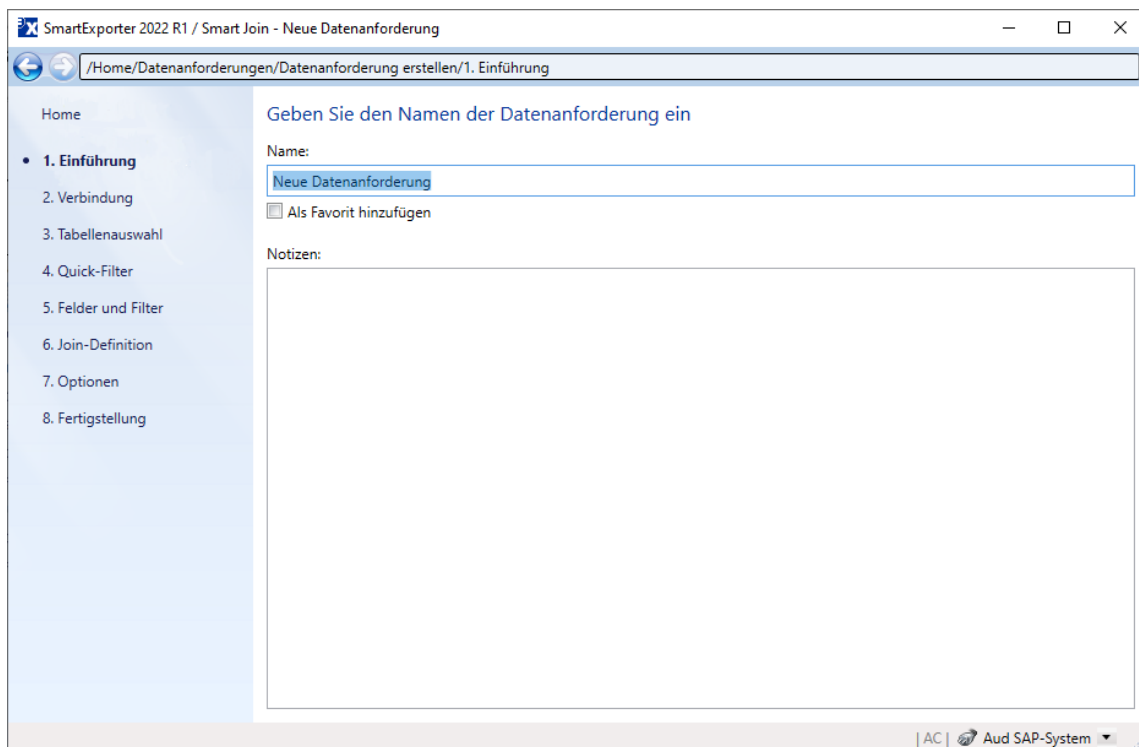 SmartExporter 2022 R1 / Smart Join - Neue Datenanforderung
/Home/Datenanforderungen/Datenanforderung erstellen/1. Einführung
Home
• 1. Einführung
2. Verbindung
3. Tabellenauswahl
4. Quick-Filter
5. Felder und Filter
6. Join-Definition
7. Optionen
8. Fertigstellung
Geben Sie den Namen der Datenanforderung ein
Name:
Neue Datenanforderung
Als Favorit hinzufügen
Notizen:
| AC | Aud SAP-System